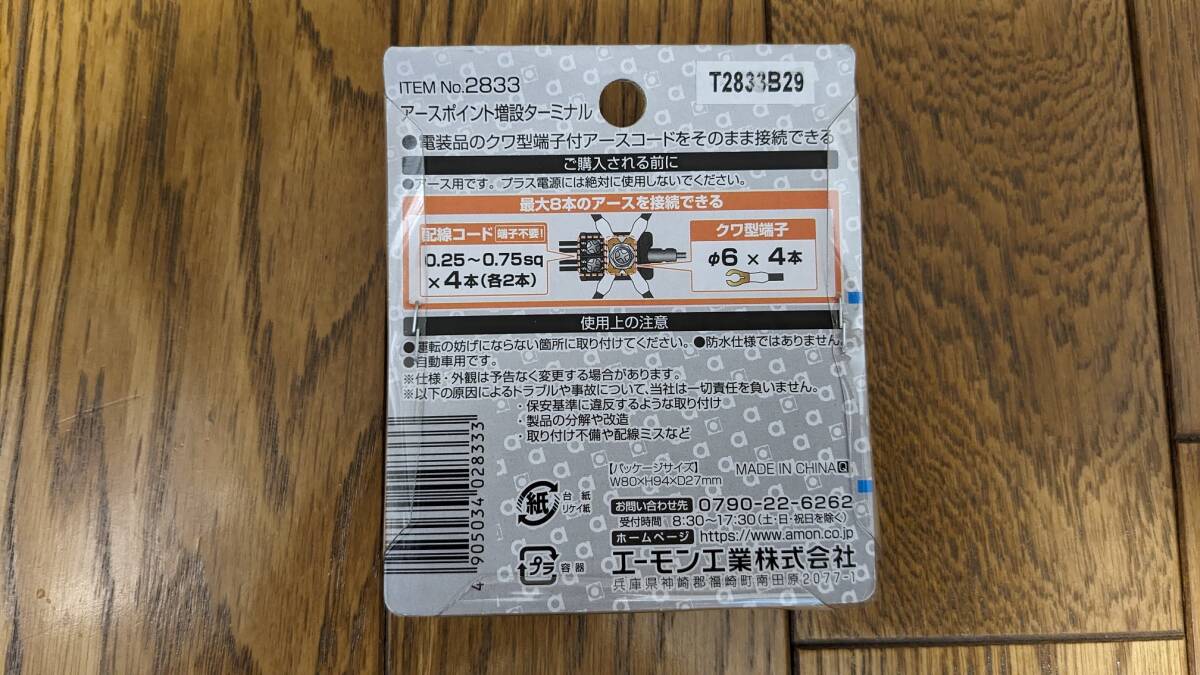 ITEM No.2833
T2833B29
アースポイント増設ターミナル
●電装品のクワ型端子付アースコードをそのまま接続できる
ご購入される前に
●アース用です。プラス電源には絶対に使用しないでください。
最大8本のアースを接続できる
配線コード 端子不要!
0.25～0.75sq
×4本(各2本)
クワ型端子
φ6×4本
使用上の注意
●運転の妨げにならない箇所に取り付けてください。●防水仕様ではありません。
●自動車用です。
※仕様・外観は予告なく変更する場合があります。
※以下の原因によるトラブルや事故について、当社は一切責任を負いません。
・保安基準に違反するような取り付け
・製品の分解や改造
・取り付け不備や配線ミスなど
4 905034 028333
【パッケージサイズ】
W80×H94×D27mm
MADE IN CHINA Q
紙
台紙
リケイ紙
プラ
容器
お問い合わせ先 0790-22-6262
受付時間 8:30～17:30(土・日・祝日を除く)
ホームページ https://www.amon.co.jp
エーモン工業株式会社
兵庫県神崎郡福崎町南田原2077-1